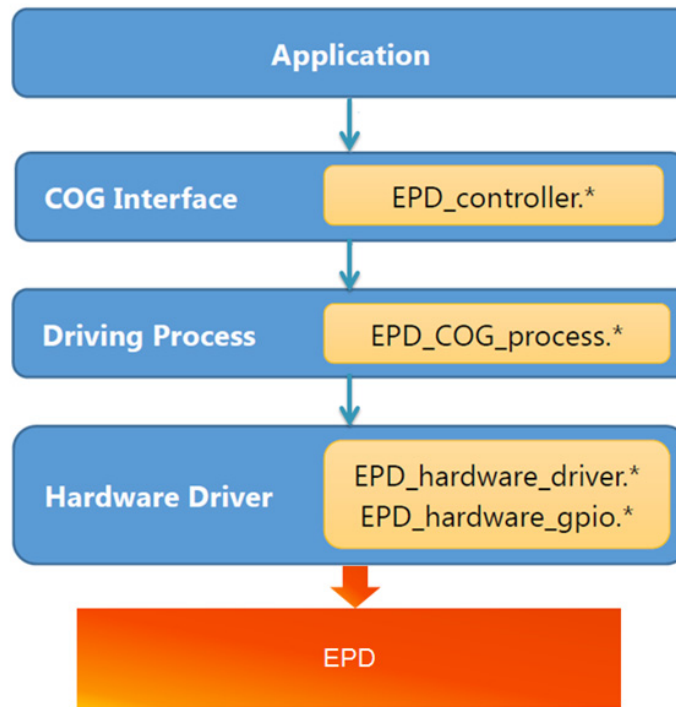 Application
COG Interface
EPD_controller.*
Driving Process
EPD_COG_process.*
Hardware Driver
EPD_hardware_driver.*
EPD_hardware_gpio.*
EPD